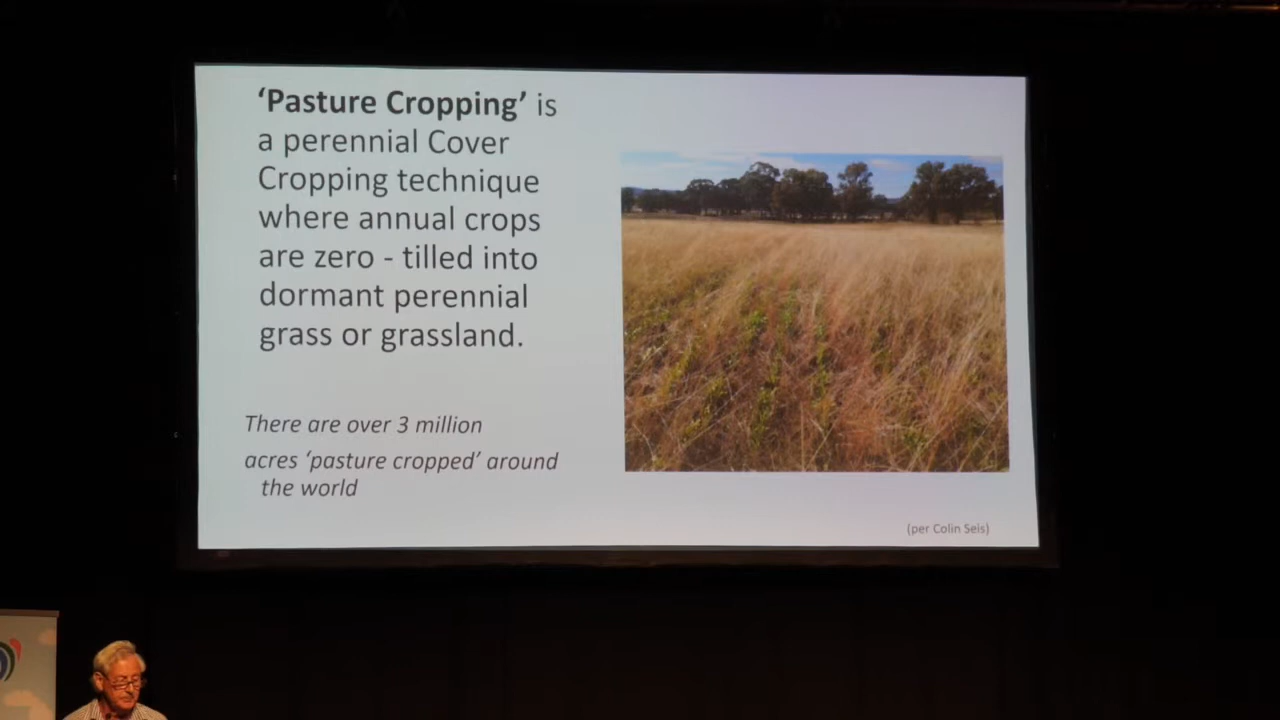 ‘Pasture Cropping’ is
a perennial Cover
Cropping technique
where annual crops
are zero - tilled into
dormant perennial
grass or grassland.
There are over 3 million
acres ‘pasture cropped’ around
the world
(per Colin Seis)